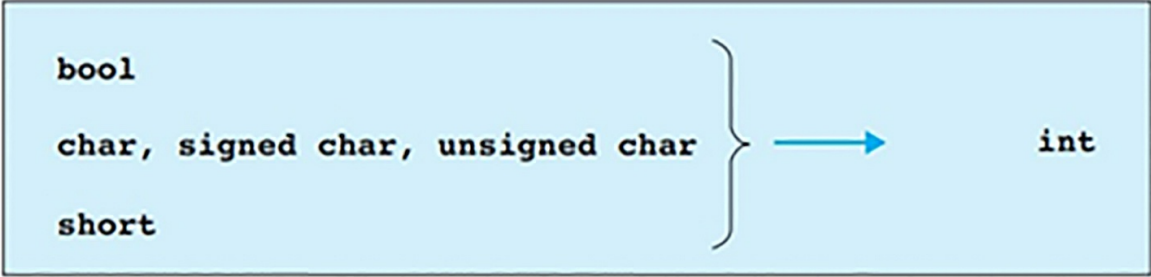 bool
char, signed char, unsigned char
short
int